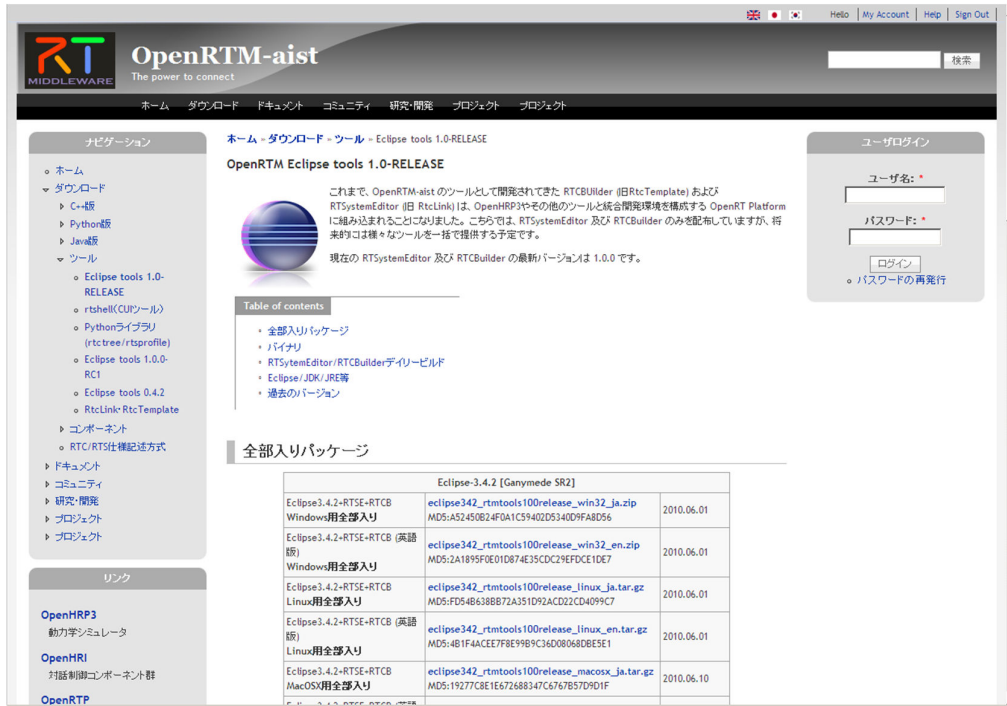 Hello | My Account | Help | Sign Out
RT
MIDDLEWARE
OpenRTM-aist
The power to connect
検索
ホーム ダウンロード ドキュメント コミュニティ 研究・開発 プロジェクト プロジェクト
ナビゲーション
ホーム
ダウンロード
C++版
Python版
Java版
ツール
Eclipse tools 1.0-
RELEASE
rtshell(CUIツール)
Pythonライブラリ
(rtctree/rtsprofile)
Eclipse tools 1.0.0-
RC1
Eclipse tools 0.4.2
RtcLink・RtcTemplate
コンポーネント
RTC/RTS仕様記述方式
ドキュメント
コミュニティ
研究・開発
プロジェクト
プロジェクト
リンク
OpenHRP3
動力学シミュレータ
OpenHRI
対話制御コンポーネント群
OpenRTP
ホーム » ダウンロード » ツール » Eclipse tools 1.0-RELEASE
OpenRTM Eclipse tools 1.0-RELEASE
これまで、OpenRTM-aist のツールとして開発されてきた RTCBUilder (旧RtcTemplate) および
RTSystemEditor (旧 RtcLink) は、OpenHRP3やその他のツールと統合開発環境を構成する OpenRT Platform
に組み込まれることになりました。こちらでは、RTSystemEditor 及び RTCBuilder のみを配布していますが、将
来的には様々なツールを一括で提供する予定です。
現在の RTSystemEditor 及び RTCBuilder の最新バージョンは 1.0.0 です。
Table of contents
全部入りパッケージ
バイナリ
RTSytemEditor/RTCBuilderデイリービルド
Eclipse/JDK/JRE等
過去のバージョン
全部入りパッケージ
Eclipse-3.4.2 [Ganymede SR2]
Eclipse3.4.2+RTSE+RTCB
Windows用全部入り
eclipse342_rtmtools100release_win32_ja.zip
MD5:A52450B24F0A1C59402D5340D9FA8D56
2010.06.01
Eclipse3.4.2+RTSE+RTCB (英語
版)
Windows用全部入り
eclipse342_rtmtools100release_win32_en.zip
MD5:2A1895F0E01D874E35CDC29EFDCE1DE7
2010.06.01
Eclipse3.4.2+RTSE+RTCB
Linux用全部入り
eclipse342_rtmtools100release_linux_ja.tar.gz
MD5:FD54B638BB72A351D92ACD22CD4099C7
2010.06.01
Eclipse3.4.2+RTSE+RTCB (英語
版)
Linux用全部入り
eclipse342_rtmtools100release_linux_en.tar.gz
MD5:4B1F4ACEE7F8E99B9C36D08068DBE5E1
2010.06.01
Eclipse3.4.2+RTSE+RTCB
MacOSX用全部入り
eclipse342_rtmtools100release_macosx_ja.tar.gz
MD5:19277C8E1E672688347C6767B57D9D1F
2010.06.10
ユーザログイン
ユーザ名: *
パスワード: *
ログイン
パスワードの再発行